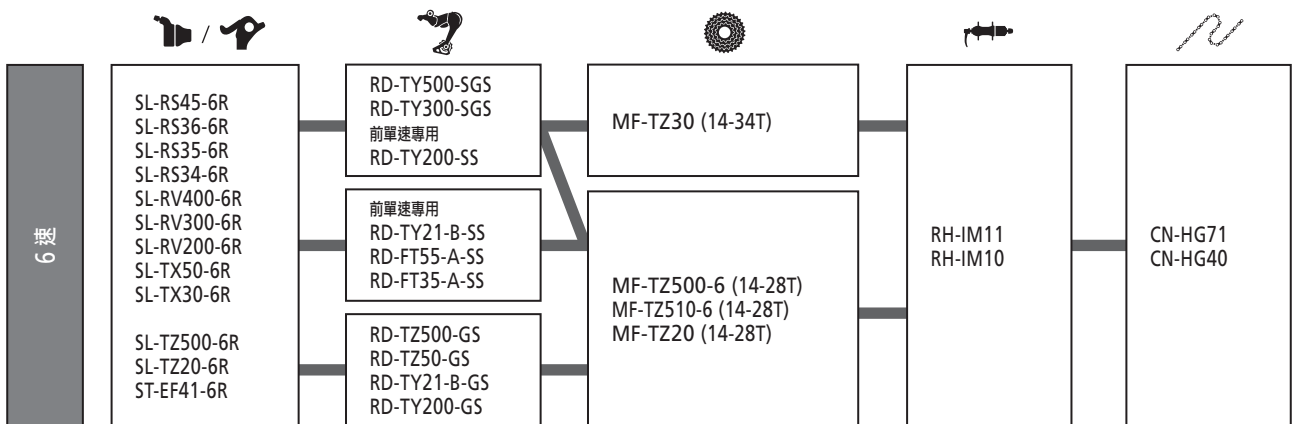 /
6 速
SL-RS45-6R
SL-RS36-6R
SL-RS35-6R
SL-RS34-6R
SL-RV400-6R
SL-RV300-6R
SL-RV200-6R
SL-TX50-6R
SL-TX30-6R
SL-TZ500-6R
SL-TZ20-6R
ST-EF41-6R
RD-TY500-SGS
RD-TY300-SGS
前單速專用
RD-TY200-SS
前單速專用
RD-TY21-B-SS
RD-FT55-A-SS
RD-FT35-A-SS
RD-TZ500-GS
RD-TZ50-GS
RD-TY21-B-GS
RD-TY200-GS
MF-TZ30 (14-34T)
MF-TZ500-6 (14-28T)
MF-TZ510-6 (14-28T)
MF-TZ20 (14-28T)
RH-IM11
RH-IM10
CN-HG71
CN-HG40